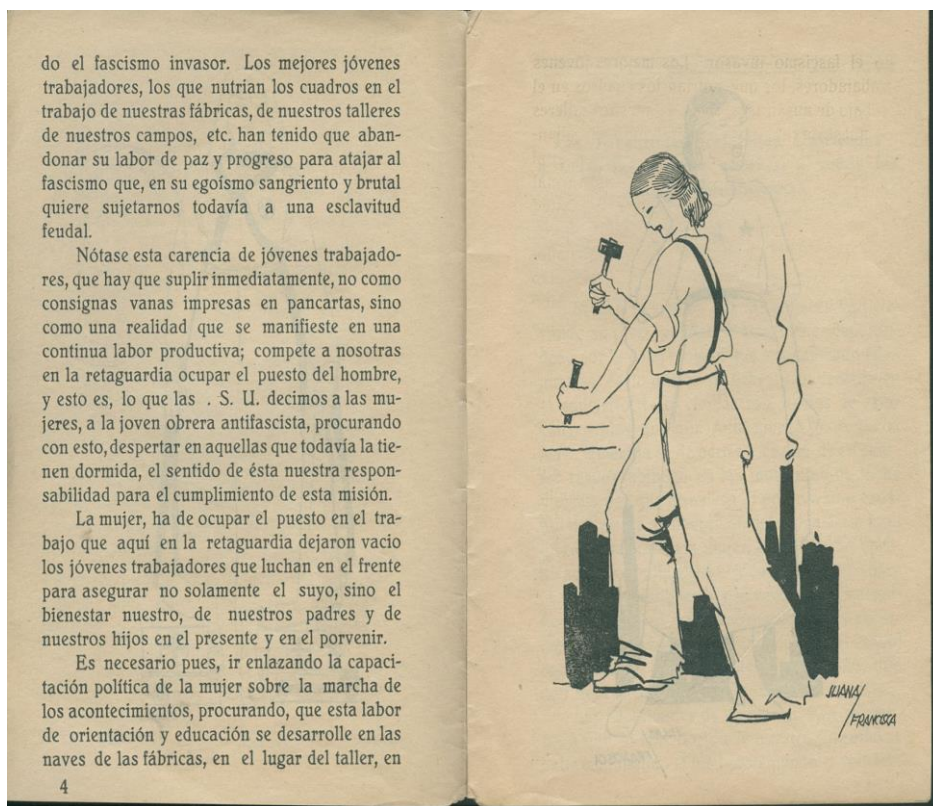 do el fascismo invasor. Los mejores jóvenes
trabajadores, los que nutrian los cuadros en el
trabajo de nuestras fábricas, de nuestros talleres
de nuestros campos, etc. han tenido que aban-
donar su labor de paz y progreso para atajar al
fascismo que, en su egoísmo sangriento y brutal
quiere sujetarnos todavía a una esclavitud
feudal.
Nótase esta carencia de jóvenes trabajado-
res, que hay que suplir inmediatamente, no como
consignas vanas impresas en pancartas, sino
como una realidad que se manifieste en una
continua labor productiva; compete a nosotras
en la retaguardia ocupar el puesto del hombre,
y esto es, lo que las . S. U. decimos a las mu-
jeres, a la joven obrera antifascista, procurando
con esto, despertar en aquellas que todavía la tie-
nen dormida, el sentido de ésta nuestra respon-
sabilidad para el cumplimiento de esta misión.
La mujer, ha de ocupar el puesto en el tra-
bajo que aquí en la retaguardia dejaron vacio
los jóvenes trabajadores que luchan en el frente
para asegurar no solamente el suyo, sino el
bienestar nuestro, de nuestros padres y de
nuestros hijos en el presente y en el porvenir.
Es necesario pues, ir enlazando la capaci-
tación política de la mujer sobre la marcha de
los acontecimientos, procurando, que esta labor
de orientación y educación se desarrolle en las
naves de las fábricas, en el lugar del taller, en
4
JULIANA/
/FRANCISCA